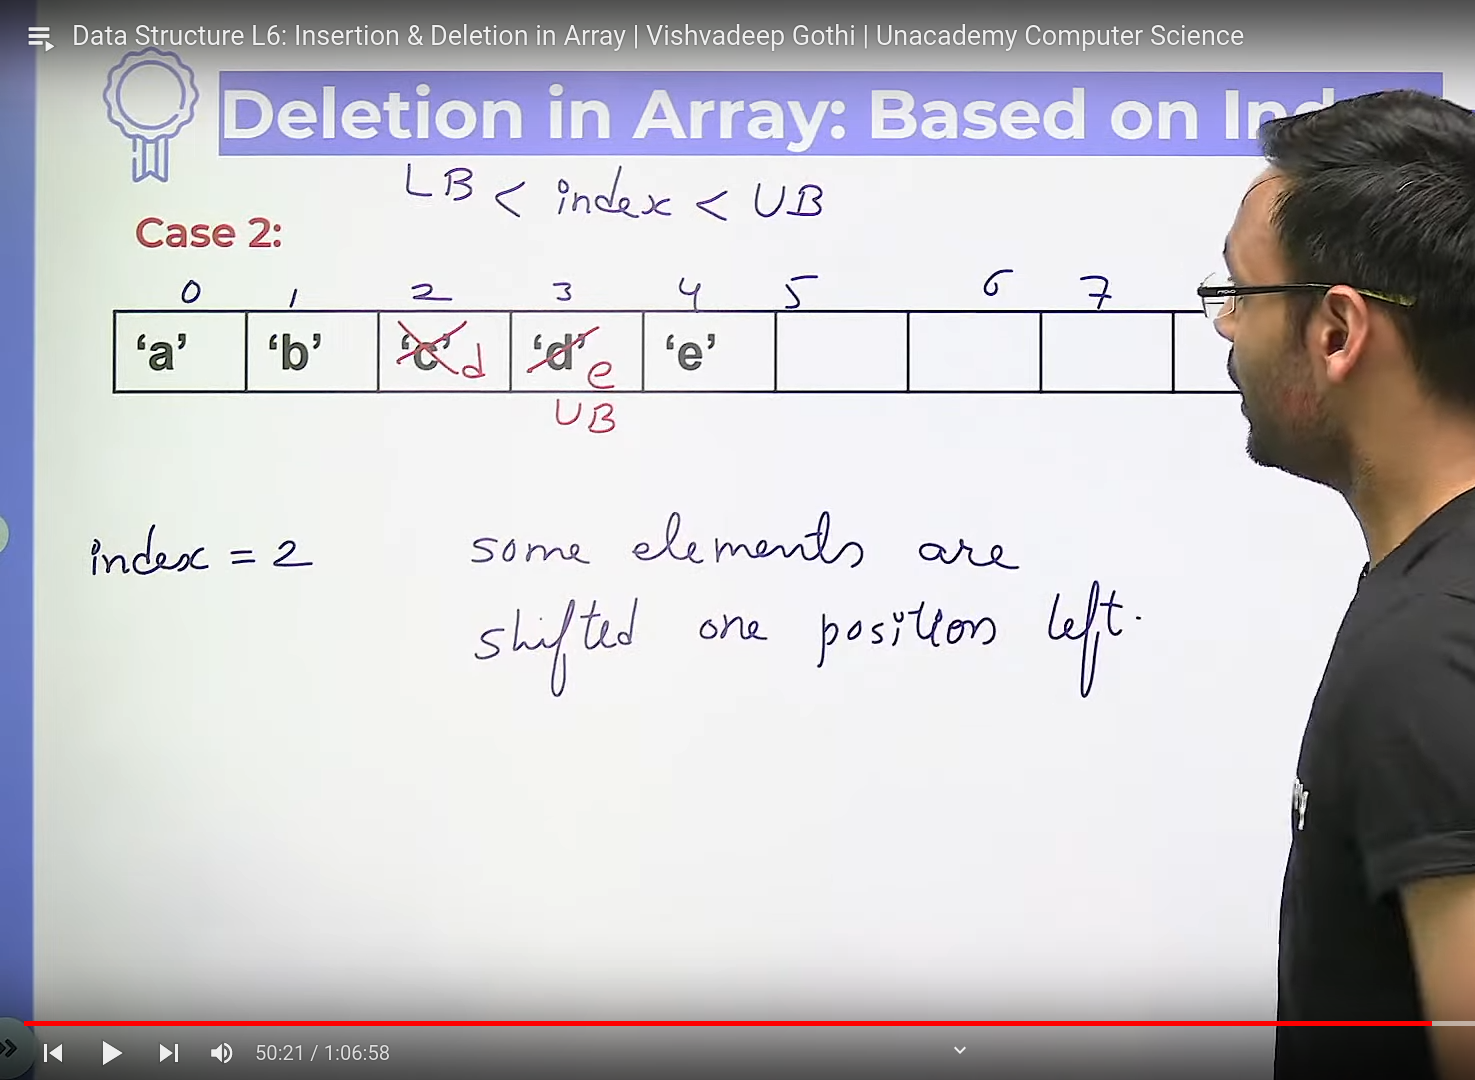 Data Structure L6: Insertion & Deletion in Array | Vishvadeep Gothi | Unacademy Computer Science
Deletion in Array: Based on
LB < index < UB
Case 2:
0 1 2 3 4 5 6 7
‘a’ ‘b’ ‘c’ d ‘d’ e ‘e’
UB
index = 2
some elements are
shifted one position left.
50:21 / 1:06:58